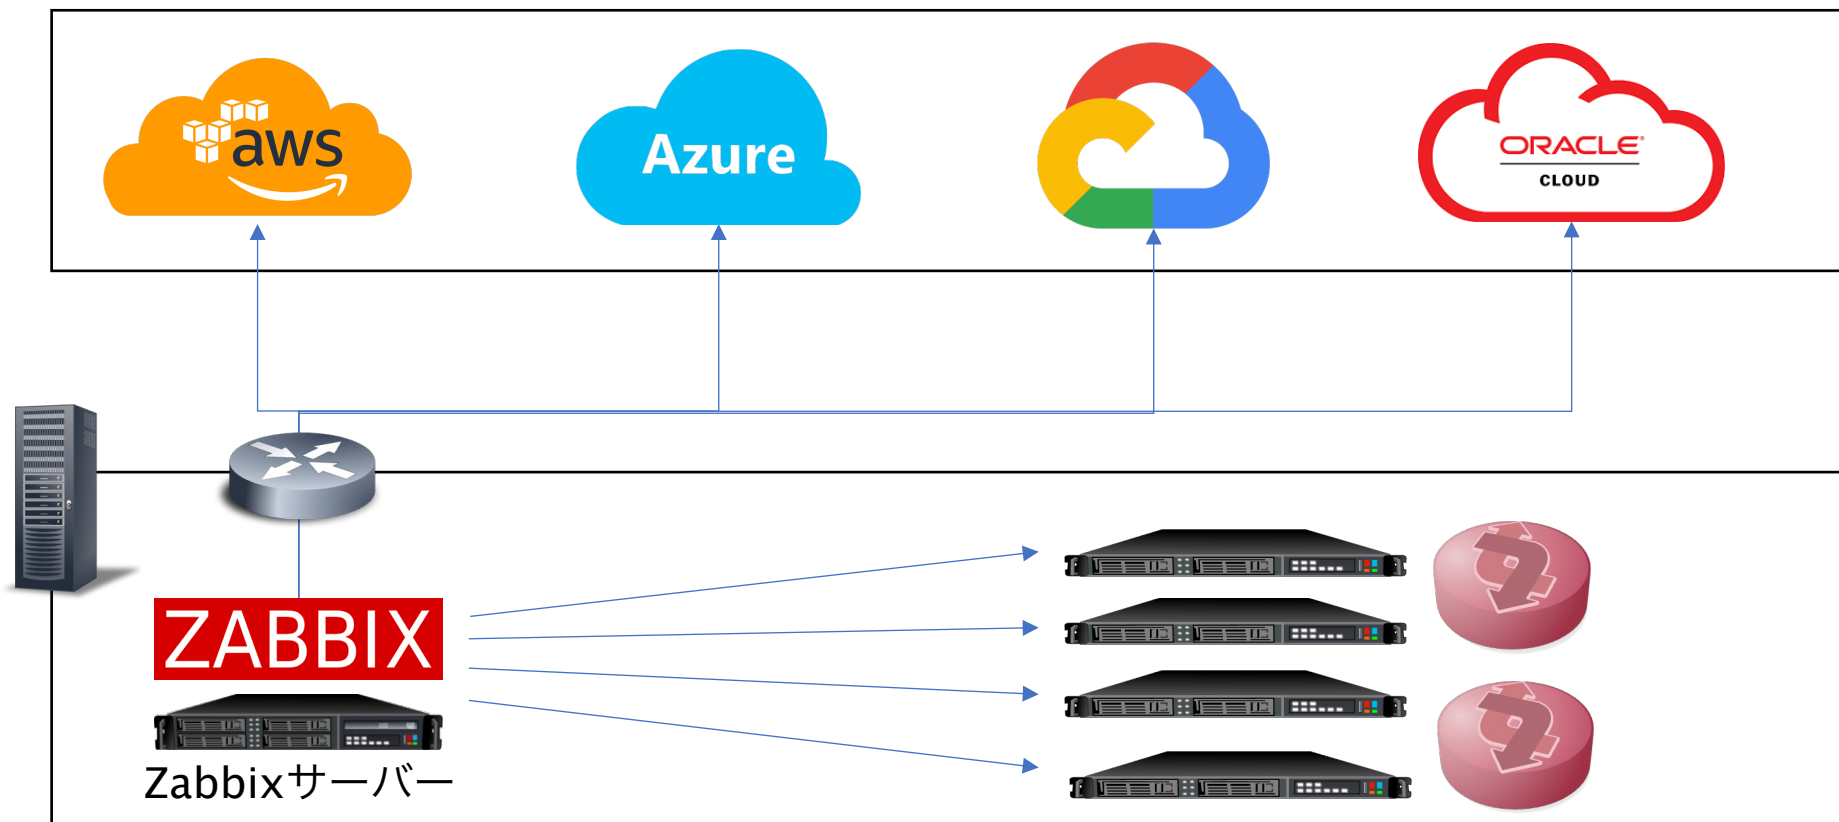 aws
Azure
ORACLE®
CLOUD
ZABBIX
Zabbixサーバー